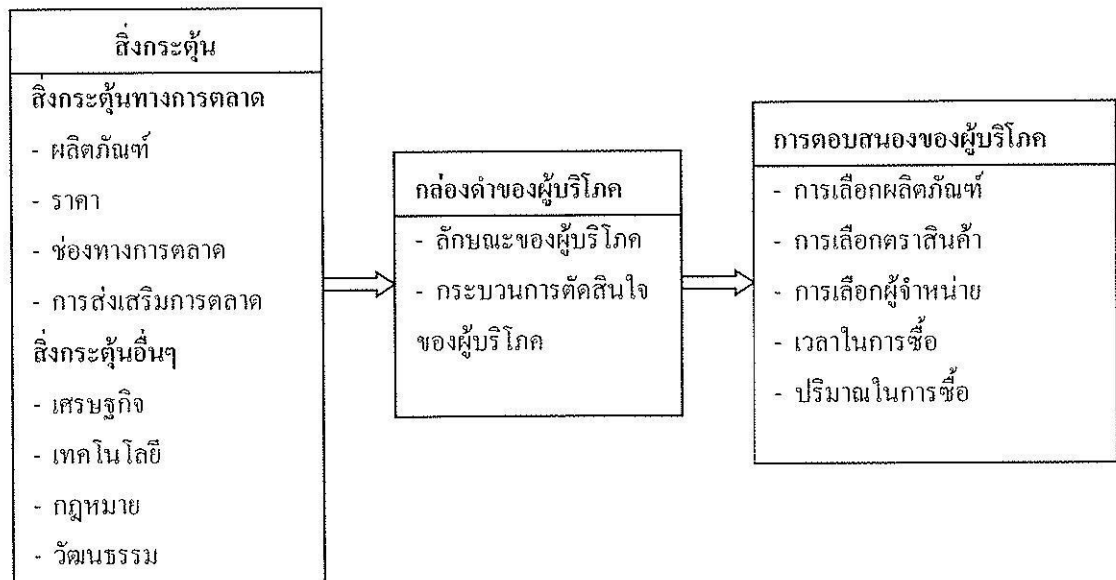 สิ่งกระตุ้น
สิ่งกระตุ้นทางการตลาด
- ผลิตภัณฑ์
- ราคา
- ช่องทางการตลาด
- การส่งเสริมการตลาด
สิ่งกระตุ้นอื่นๆ
- เศรษฐกิจ
- เทคโนโลยี
- กฎหมาย
- วัฒนธรรม
กล่องดำของผู้บริโภค
- ลักษณะของผู้บริโภค
- กระบวนการตัดสินใจ
ของผู้บริโภค
การตอบสนองของผู้บริโภค
- การเลือกผลิตภัณฑ์
- การเลือกตราสินค้า
- การเลือกผู้จำหน่าย
- เวลาในการซื้อ
- ปริมาณในการซื้อ